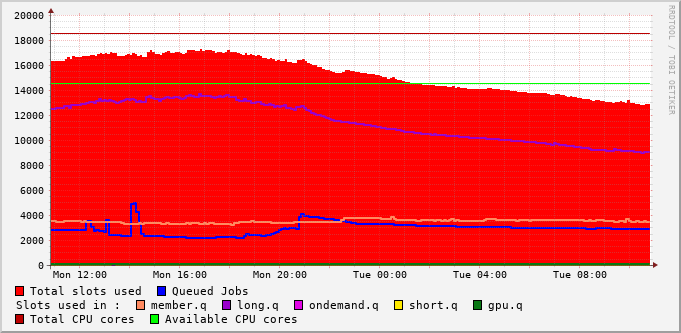 20000
18000
16000
14000
12000
10000
8000
6000
4000
2000
0
Mon 12:00 Mon 16:00 Mon 20:00 Tue 00:00 Tue 04:00 Tue 08:00
Total slots used Queued Jobs
Slots used in : member.q long.q ondemand.q short.q gpu.q
Total CPU cores Available CPU cores
RRDTOOL / TOBI OETIKER